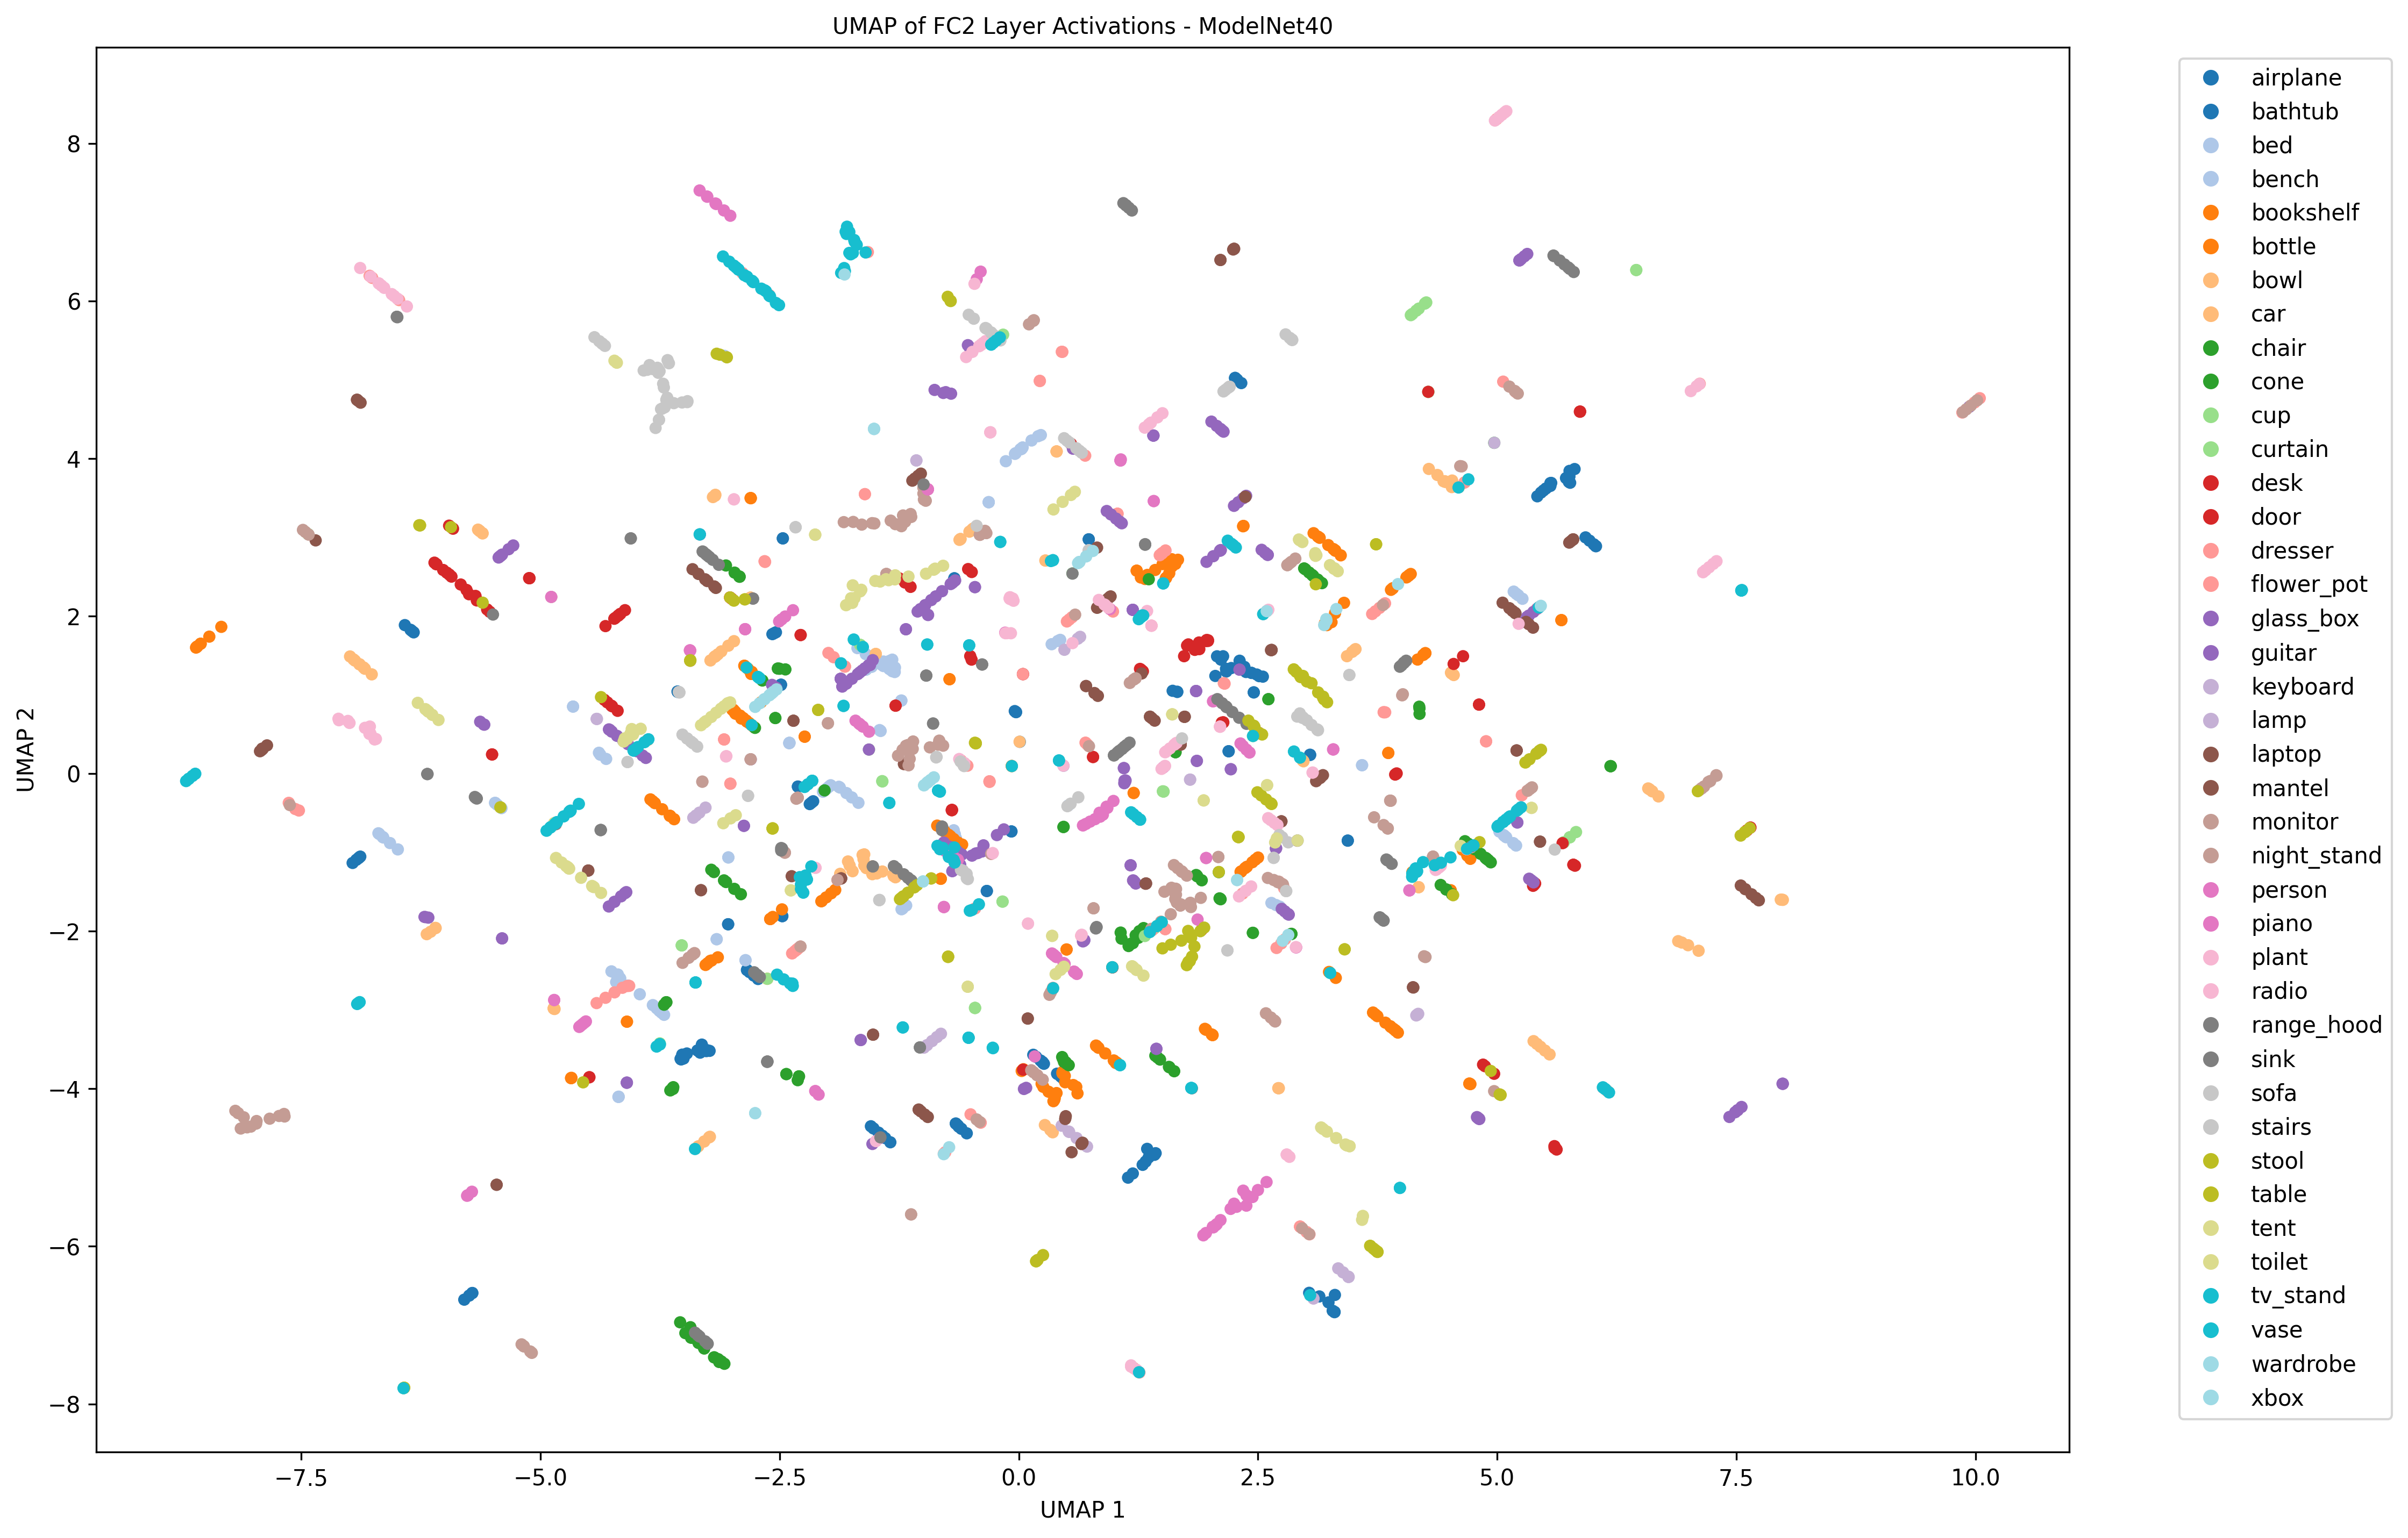 UMAP of FC2 Layer Activations - ModelNet40
8
6
4
2
0
−2
−4
−6
−8
UMAP 2
−7.5
−5.0
−2.5
0.0
2.5
5.0
7.5
10.0
UMAP 1
airplane
bathtub
bed
bench
bookshelf
bottle
bowl
car
chair
cone
cup
curtain
desk
door
dresser
flower_pot
glass_box
guitar
keyboard
lamp
laptop
mantel
monitor
night_stand
person
piano
plant
radio
range_hood
sink
sofa
stairs
stool
table
tent
toilet
tv_stand
vase
wardrobe
xbox